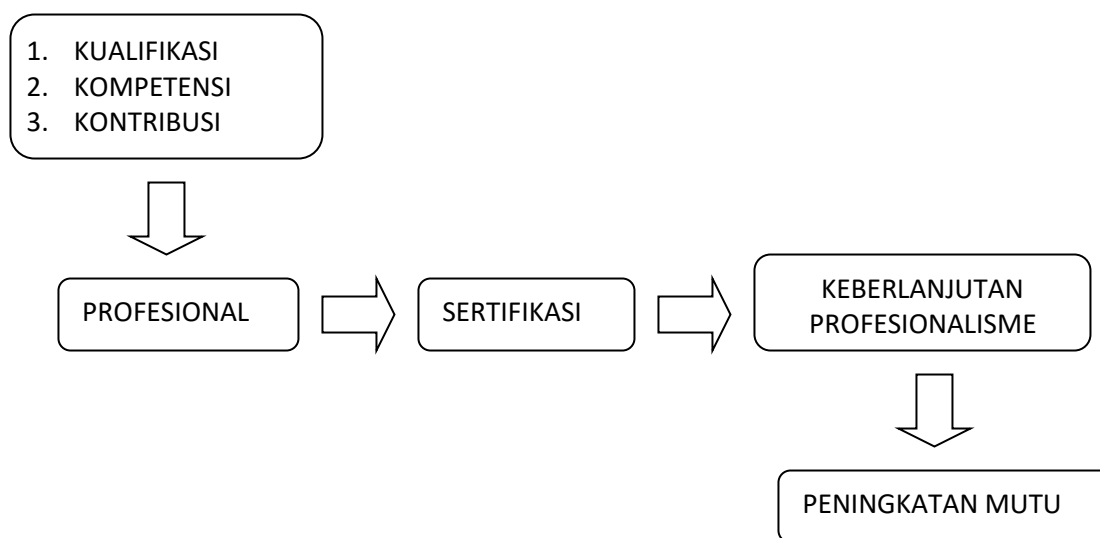 1. KUALIFIKASI
2. KOMPETENSI
3. KONTRIBUSI
PROFESIONAL
SERTIFIKASI
KEBERLANJUTAN
PROFESIONALISME
PENINGKATAN MUTU